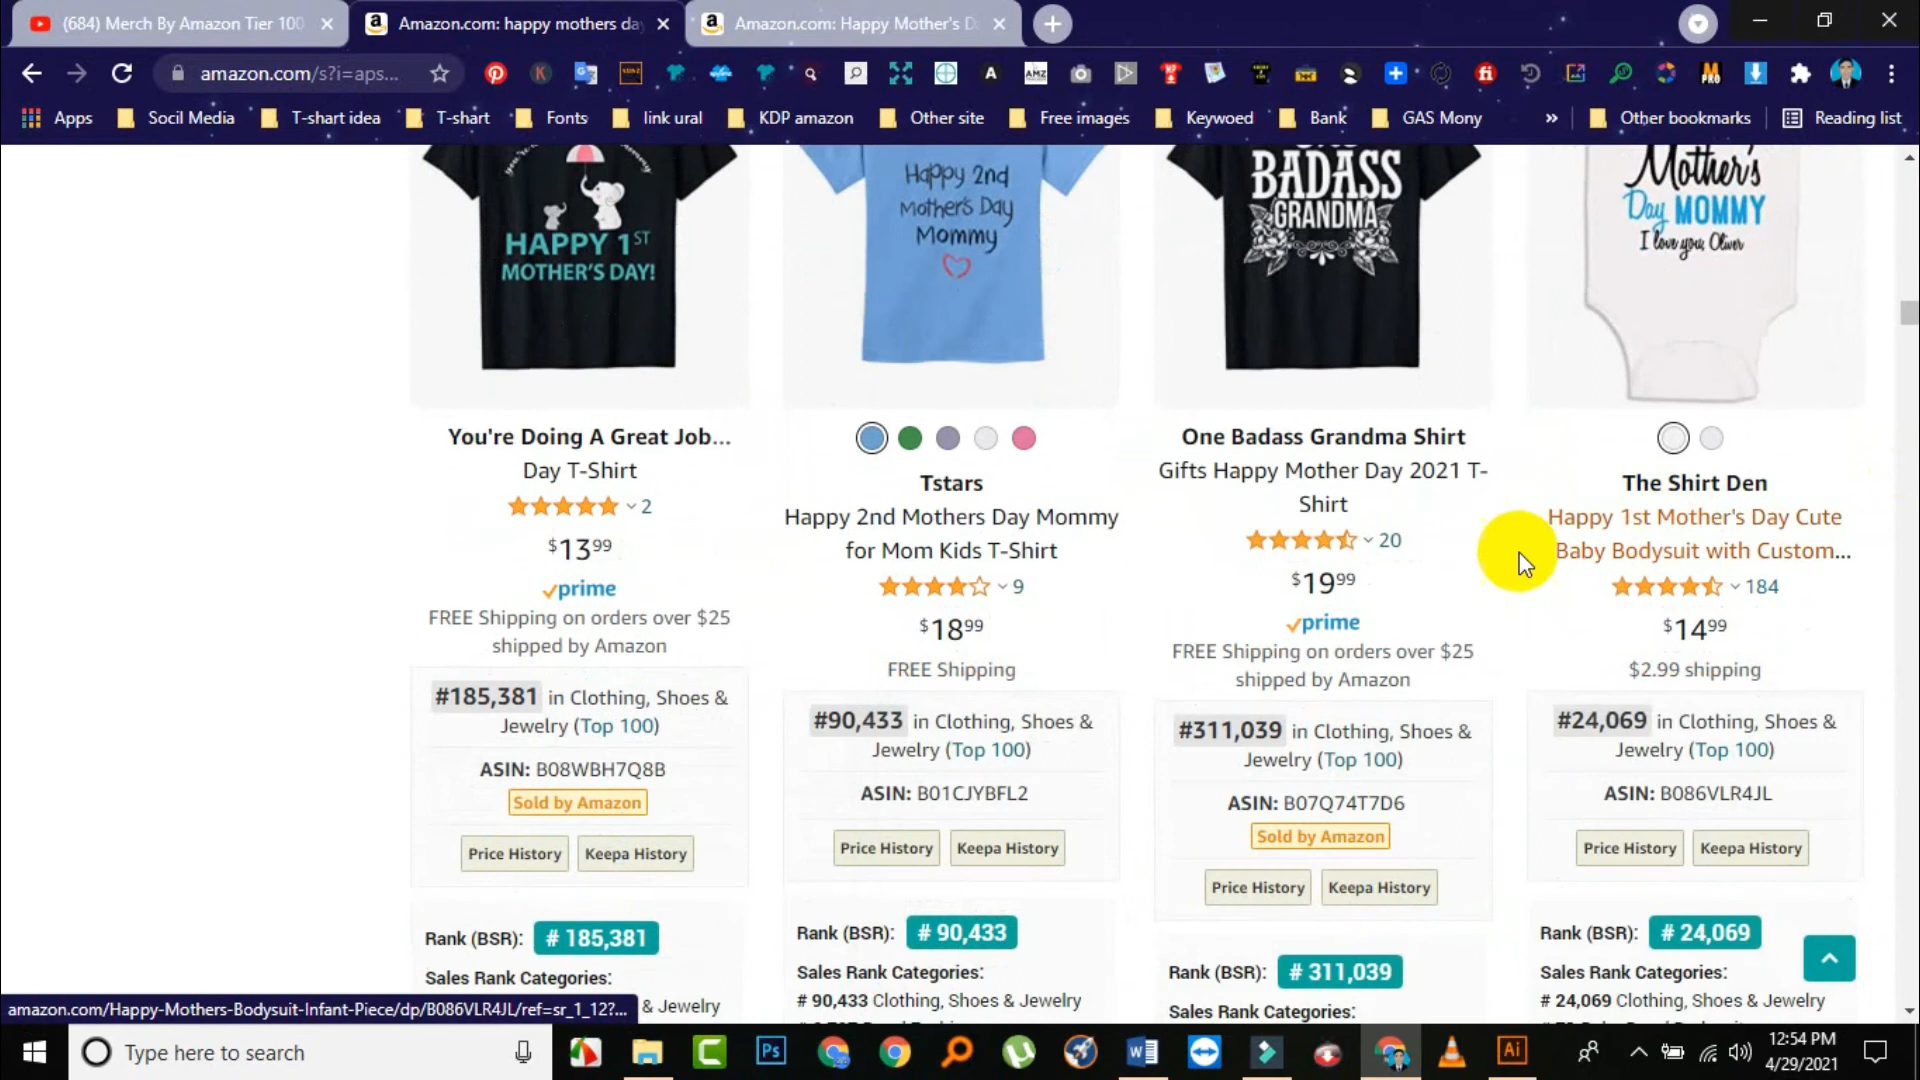 (684) Merch By Amazon Tier 100
Amazon.com: happy mothers da
Amazon.com: Happy Mother's D
amazon.com/s?i=aps...
Apps
Socil Media
T-shart idea
T-shart
Fonts
link ural
KDP amazon
Other site
Free images
Keywoed
Bank
GAS Mony
»
Other bookmarks
Reading list
HAPPY 1ST
MOTHER'S DAY!
Happy 2nd
Mother's Day
Mommy
BADASS
GRANDMA
Mother's
Day MOMMY
I love you, Oliver
You're Doing A Great Job...
Day T-Shirt
2
$13.99
prime
FREE Shipping on orders over $25
shipped by Amazon
#185,381 in Clothing, Shoes &
Jewelry (Top 100)
ASIN: B08WBH7Q8B
Sold by Amazon
Price History Keepa History
Rank (BSR): # 185,381
Sales Rank Categories:
& Jewelry
Tstars
Happy 2nd Mothers Day Mommy
for Mom Kids T-Shirt
9
$18.99
FREE Shipping
#90,433 in Clothing, Shoes &
Jewelry (Top 100)
ASIN: B01CJYBFL2
Price History Keepa History
Rank (BSR): # 90,433
Sales Rank Categories:
# 90,433 Clothing, Shoes & Jewelry
One Badass Grandma Shirt
Gifts Happy Mother Day 2021 T-
Shirt
20
$19.99
prime
FREE Shipping on orders over $25
shipped by Amazon
#311,039 in Clothing, Shoes &
Jewelry (Top 100)
ASIN: B07Q74T7D6
Sold by Amazon
Price History Keepa History
Rank (BSR): # 311,039
Sales Rank Categories:
The Shirt Den
Happy 1st Mother's Day Cute
Baby Bodysuit with Custom...
184
$14.99
$2.99 shipping
#24,069 in Clothing, Shoes &
Jewelry (Top 100)
ASIN: B086VLR4JL
Price History Keepa History
Rank (BSR): # 24,069
Sales Rank Categories:
# 24,069 Clothing, Shoes & Jewelry
amazon.com/Happy-Mothers-Bodysuit-Infant-Piece/dp/B086VLR4JL/ref=sr_1_12?...
Type here to search
Ps
Ai
12:54 PM
4/29/2021